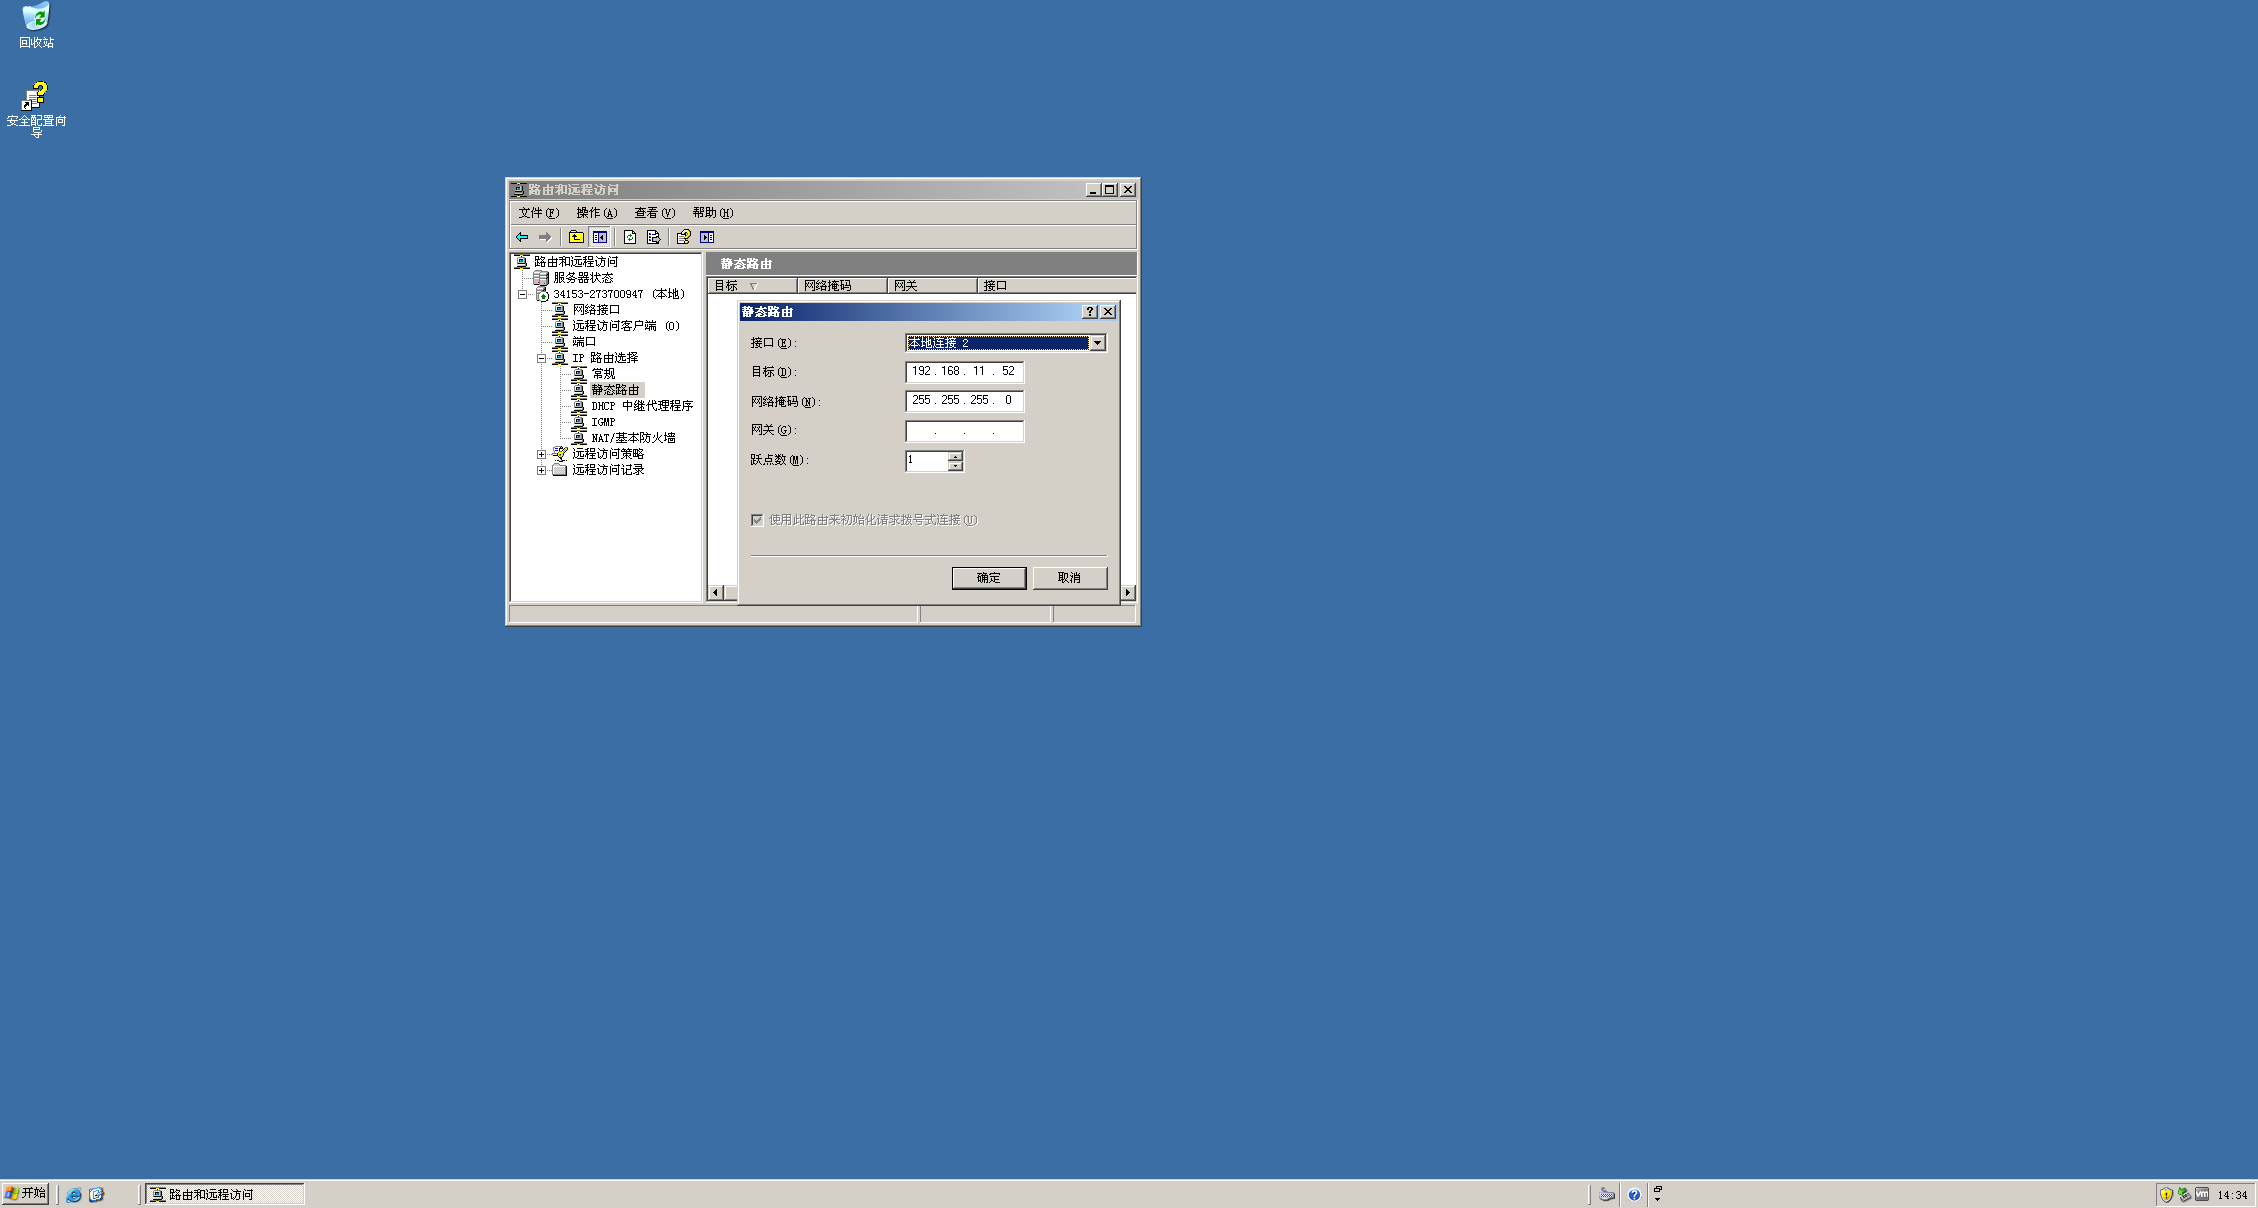 回收站
安全配置向
导
路由和远程访问
文件(F) 操作(A) 查看(V) 帮助(H)
路由和远程访问
服务器状态
34153-273700947 (本地)
网络接口
远程访问客户端 (0)
端口
IP 路由选择
常规
静态路由
DHCP 中继代理程序
IGMP
NAT/基本防火墙
远程访问策略
远程访问记录
静态路由
目标 网络掩码 网关 接口
静态路由
接口(E): 本地连接 2
目标(D): 192.168.11.52
网络掩码(N): 255.255.255.0
网关(G): . . .
跃点数(M): 1
使用此路由来初始化请求拨号式连接(U)
确定 取消
开始 路由和远程访问 14:34